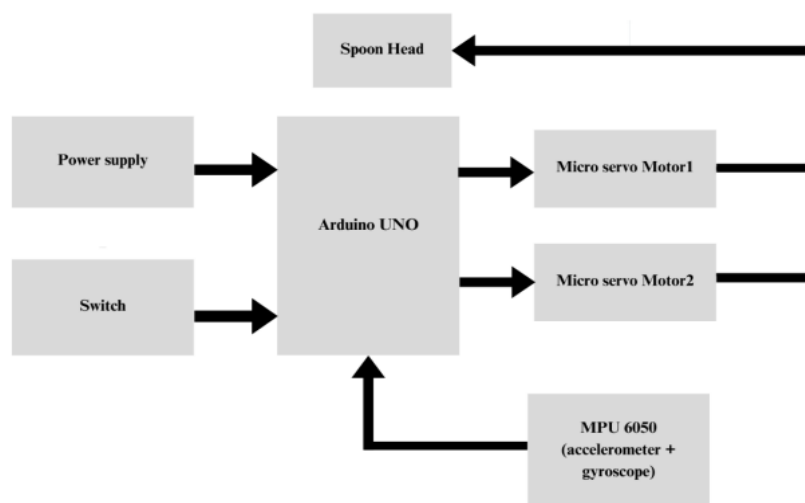 Spoon Head
Power supply
Arduino UNO
Micro servo Motor1
Micro servo Motor2
Switch
MPU 6050
(accelerometer +
gyroscope)